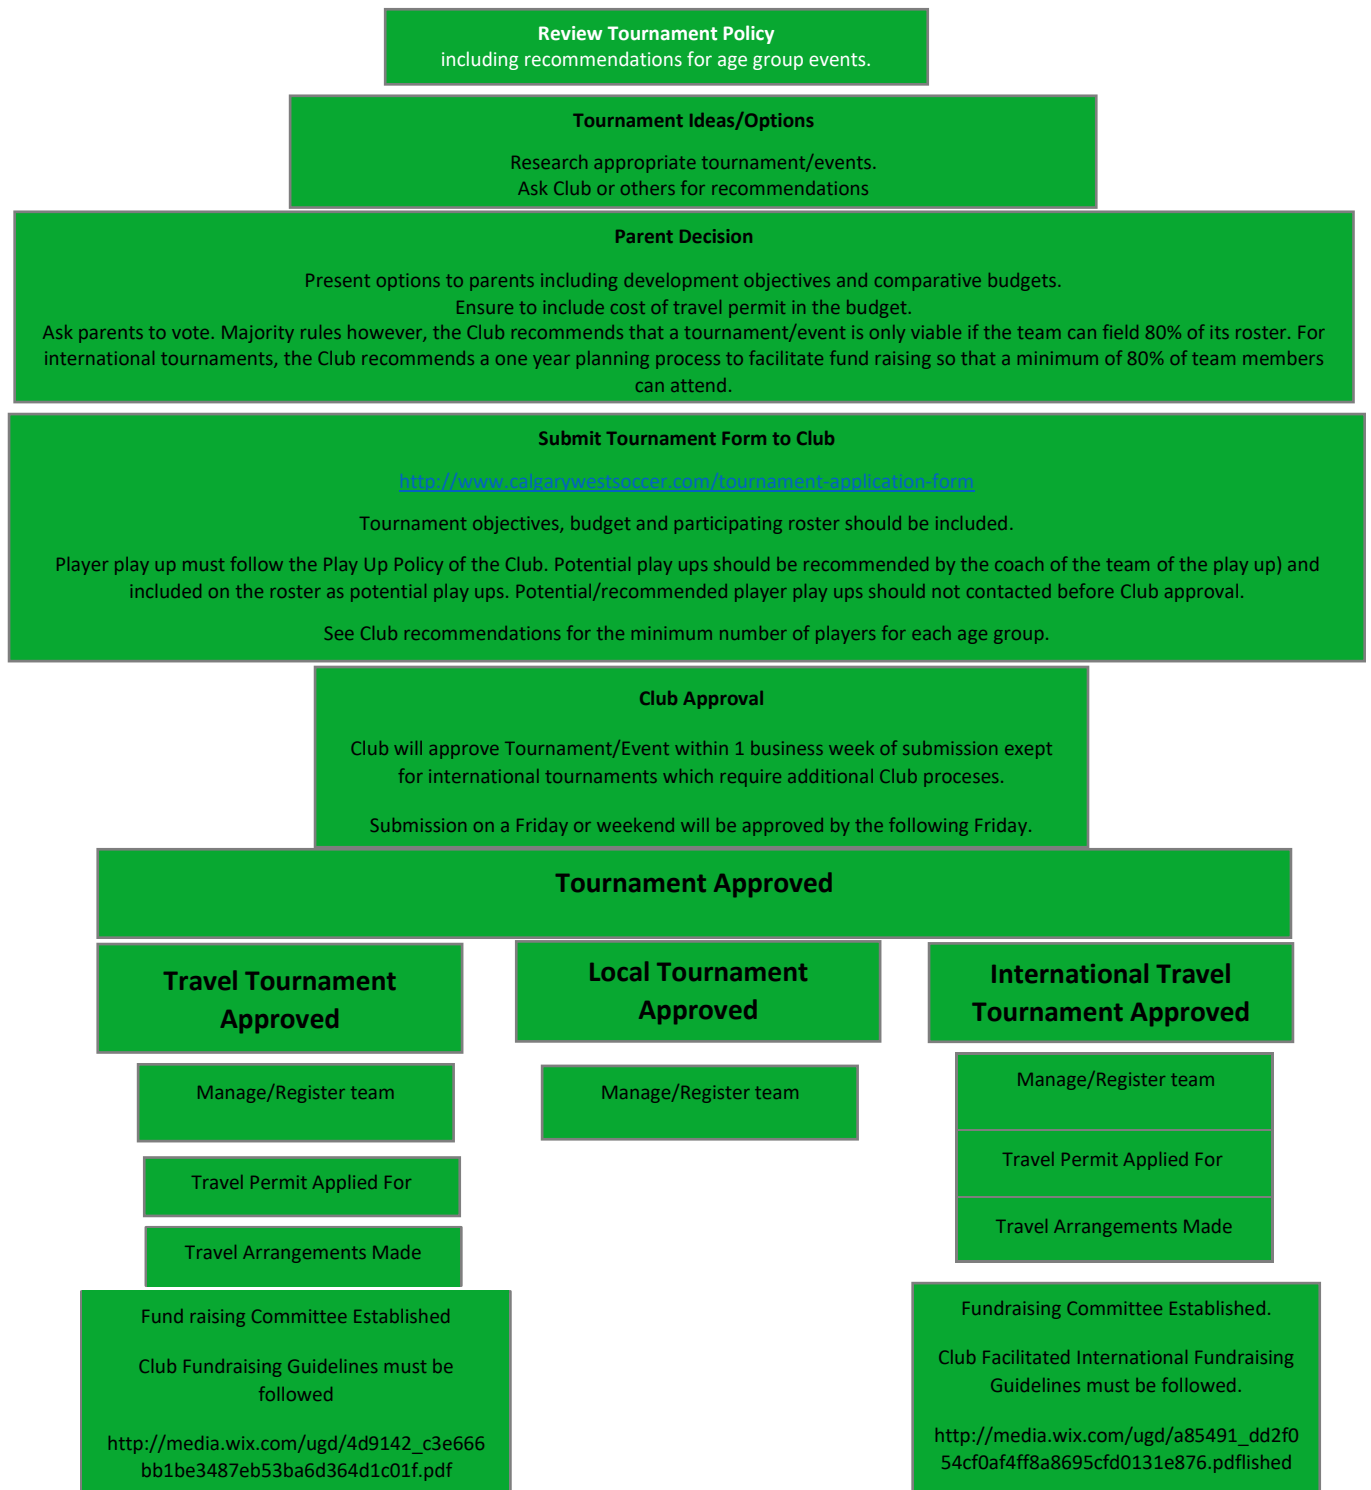 Review Tournament Policy
including recommendations for age group events.
Tournament Ideas/Options
Research appropriate tournament/events.
Ask Club or others for recommendations
Parent Decision
Present options to parents including development objectives and comparative budgets.
Ensure to include cost of travel permit in the budget.
Ask parents to vote. Majority rules however, the Club recommends that a tournament/event is only viable if the team can field 80% of its roster. For
international tournaments, the Club recommends a one year planning process to facilitate fund raising so that a minimum of 80% of team members
can attend.
Submit Tournament Form to Club
http://www.calgarywestsoccer.com/tournament-application-form
Tournament objectives, budget and participating roster should be included.
Player play up must follow the Play Up Policy of the Club. Potential play ups should be recommended by the coach of the team of the play up) and
included on the roster as potential play ups. Potential/recommended player play ups should not contacted before Club approval.
See Club recommendations for the minimum number of players for each age group.
Club Approval
Club will approve Tournament/Event within 1 business week of submission exept
for international tournaments which require additional Club proceses.
Submission on a Friday or weekend will be approved by the following Friday.
Tournament Approved
Travel Tournament
Approved
Manage/Register team
Travel Permit Applied For
Travel Arrangements Made
Fund raising Committee Established
Club Fundraising Guidelines must be
followed
http://media.wix.com/ugd/4d9142_c3e666
bb1be3487eb53ba6d364d1c01f.pdf
Local Tournament
Approved
Manage/Register team
International Travel
Tournament Approved
Manage/Register team
Travel Permit Applied For
Travel Arrangements Made
Fundraising Committee Established.
Club Facilitated International Fundraising
Guidelines must be followed.
http://media.wix.com/ugd/a85491_dd2f0
54cf0af4ff8a8695cfd0131e876.pdflished